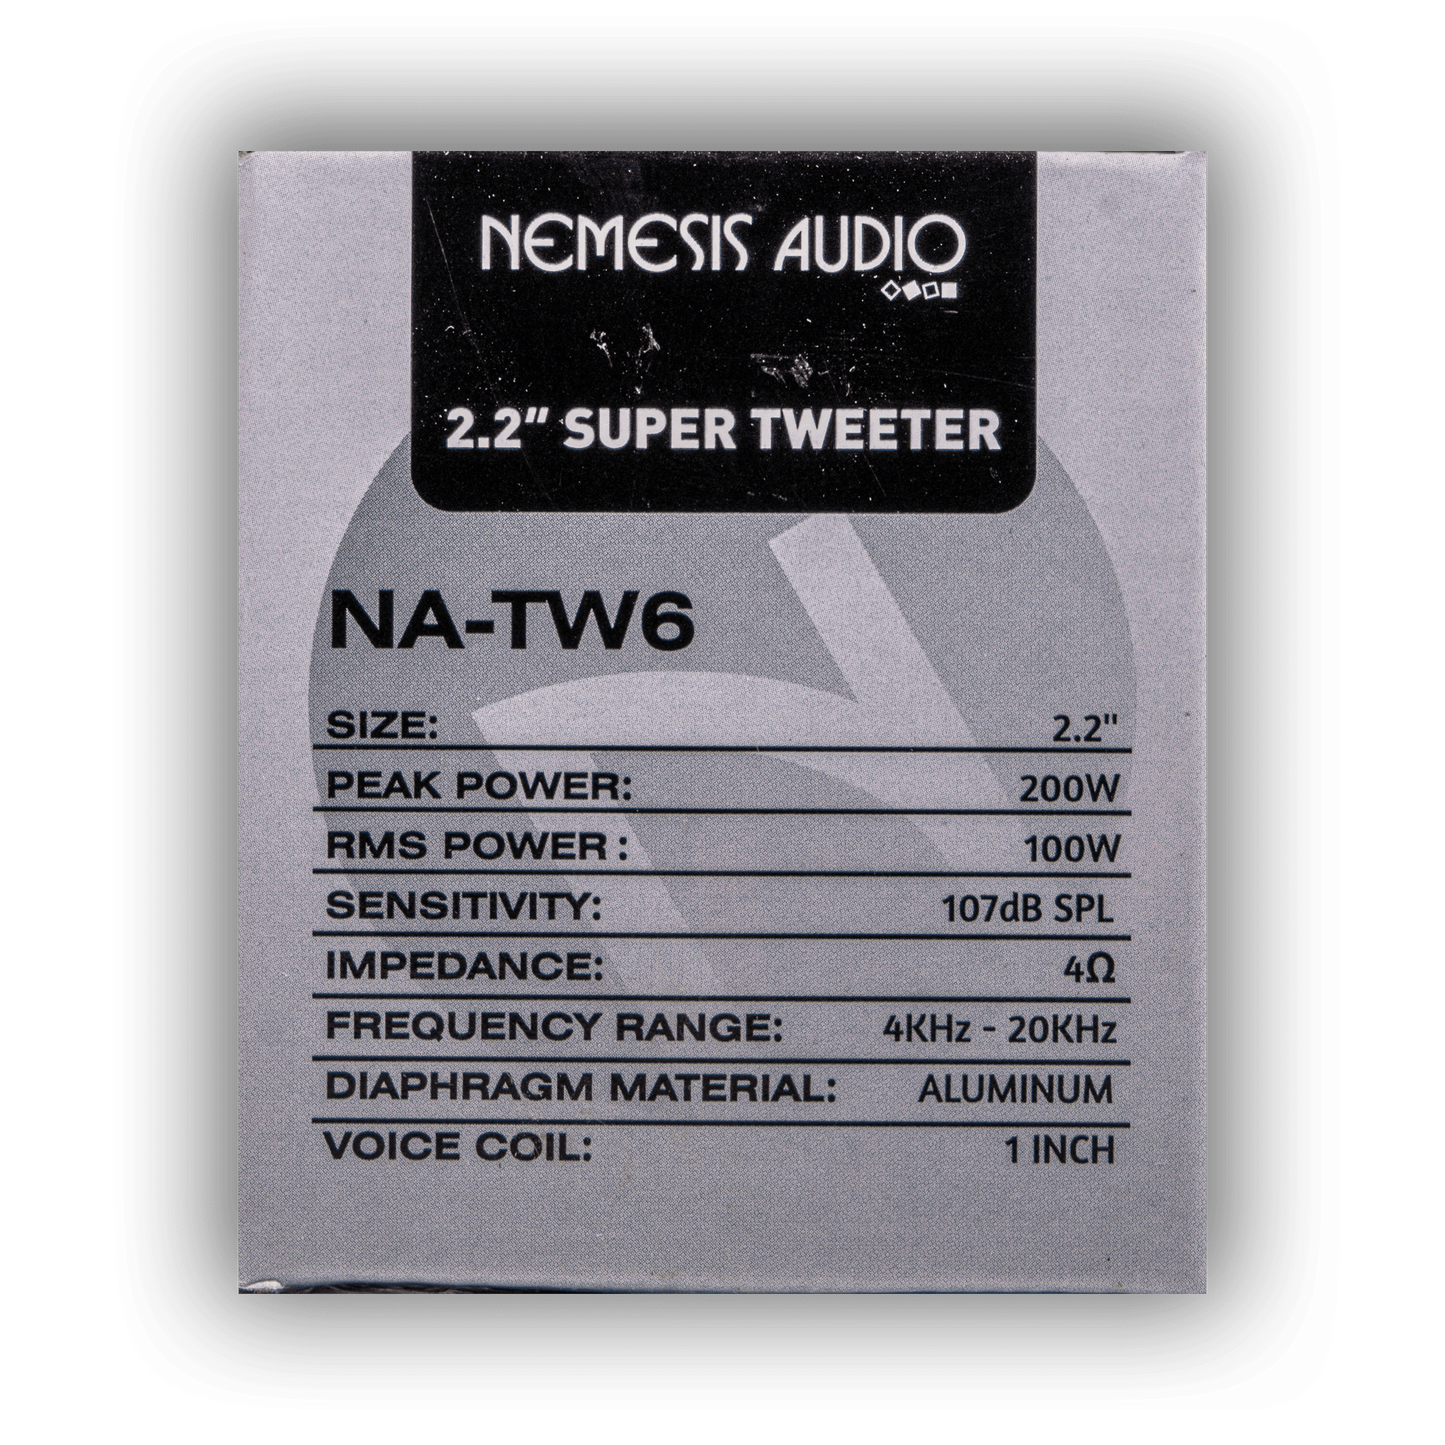 NEMESIS AUDIO
2.2" SUPER TWEETER
NA-TW6
SIZE: 2.2"
PEAK POWER: 200W
RMS POWER : 100W
SENSITIVITY: 107dB SPL
IMPEDANCE: 4Ω
FREQUENCY RANGE: 4KHz - 20KHz
DIAPHRAGM MATERIAL: ALUMINUM
VOICE COIL: 1 INCH